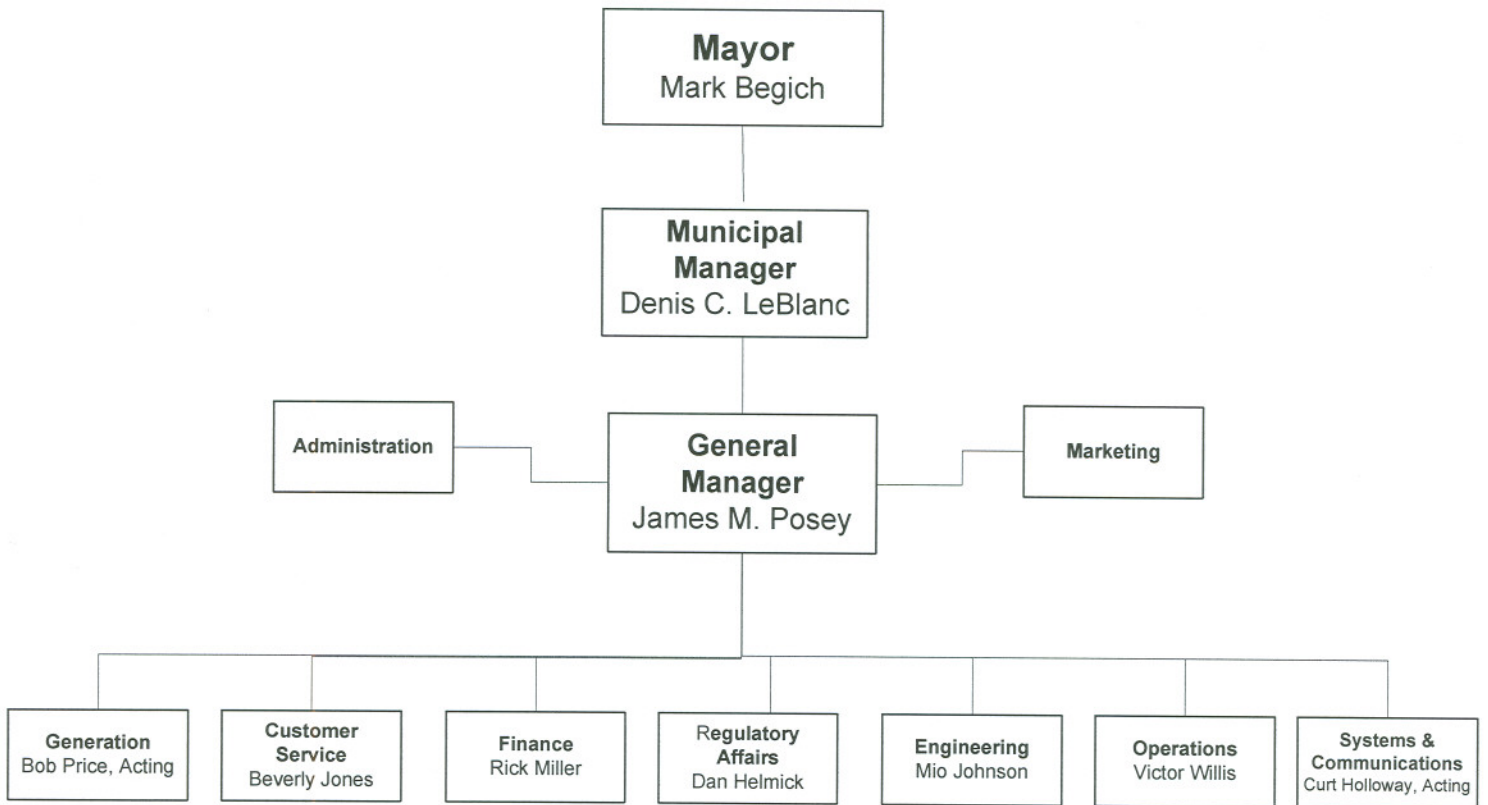 Mayor
Mark Begich
Municipal
Manager
Denis C. LeBlanc
Administration
General
Manager
James M. Posey
Marketing
Generation
Bob Price, Acting
Customer
Service
Beverly Jones
Finance
Rick Miller
Regulatory
Affairs
Dan Helmick
Engineering
Mio Johnson
Operations
Victor Willis
Systems &
Communications
Curt Holloway, Acting